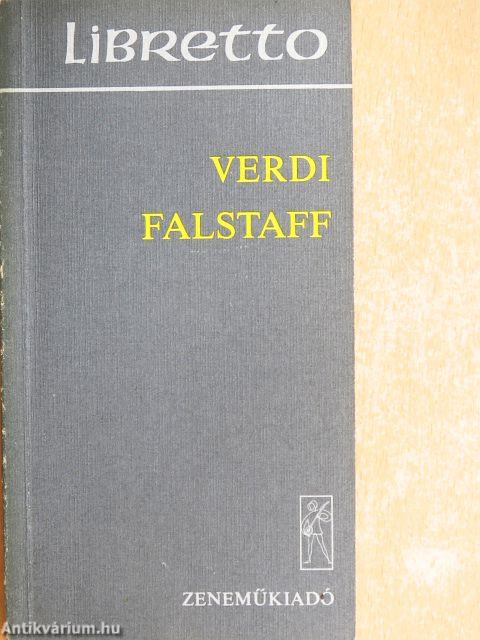 Libretto
VERDI
FALSTAFF
ZENEMŰKIADÓ
Antikvárium.hu